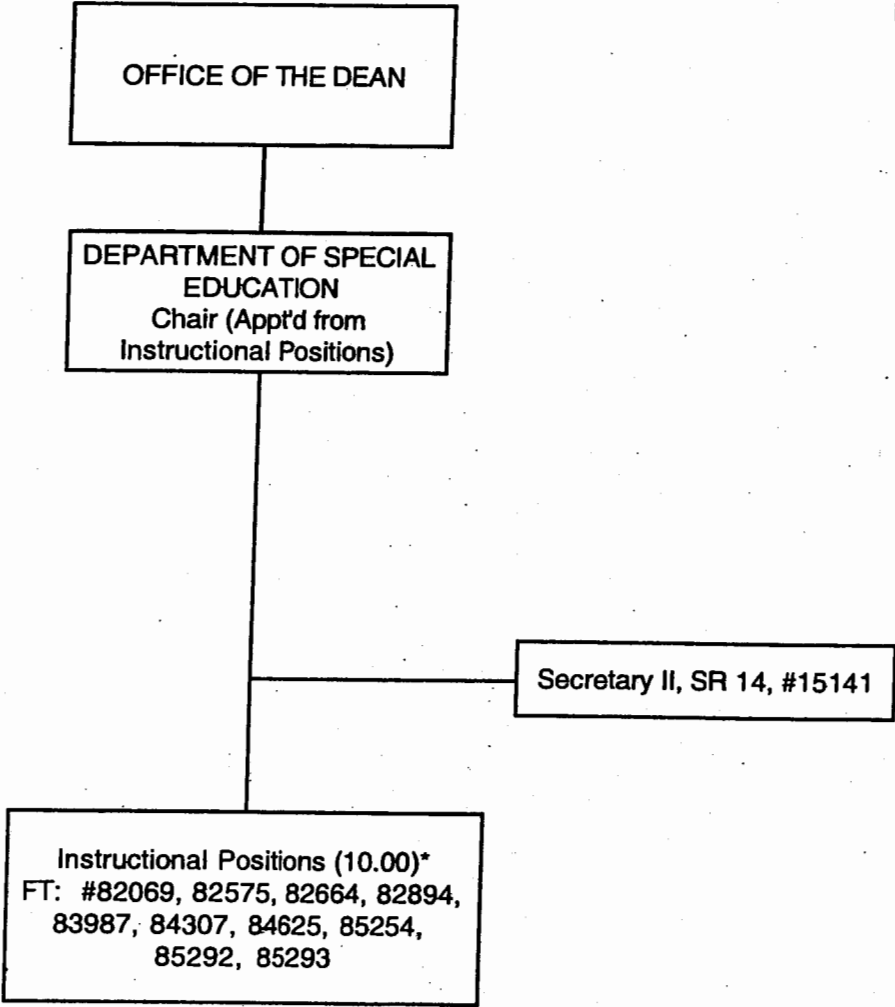 OFFICE OF THE DEAN
DEPARTMENT OF SPECIAL
EDUCATION
Chair (Appt'd from
Instructional Positions)
Secretary II, SR 14, #15141
Instructional Positions (10.00)*
FT: #82069, 82575, 82664, 82894,
83987, 84307, 84625, 85254,
85292, 85293